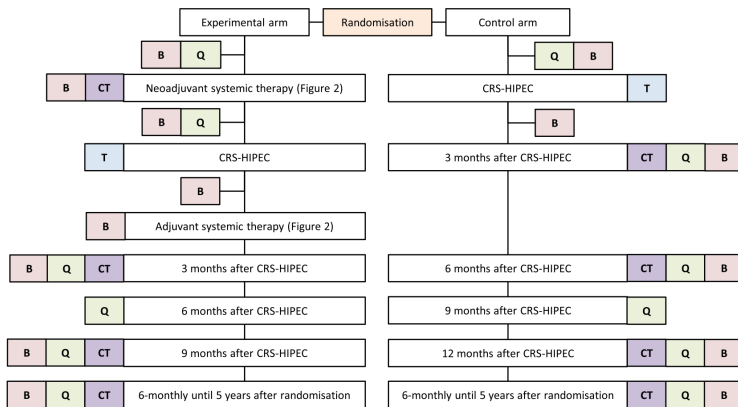 Experimental arm Randomisation Control arm
B Q Q B
B CT Neoadjuvant systemic therapy (Figure 2) CRS-HIPEC T
B Q B
T CRS-HIPEC 3 months after CRS-HIPEC CT Q B
B
B Adjuvant systemic therapy (Figure 2)
B Q CT 3 months after CRS-HIPEC 6 months after CRS-HIPEC CT Q B
Q 6 months after CRS-HIPEC 9 months after CRS-HIPEC Q
B Q CT 9 months after CRS-HIPEC 12 months after CRS-HIPEC CT Q B
B Q CT 6-monthly until 5 years after randomisation 6-monthly until 5 years after randomisation CT Q B